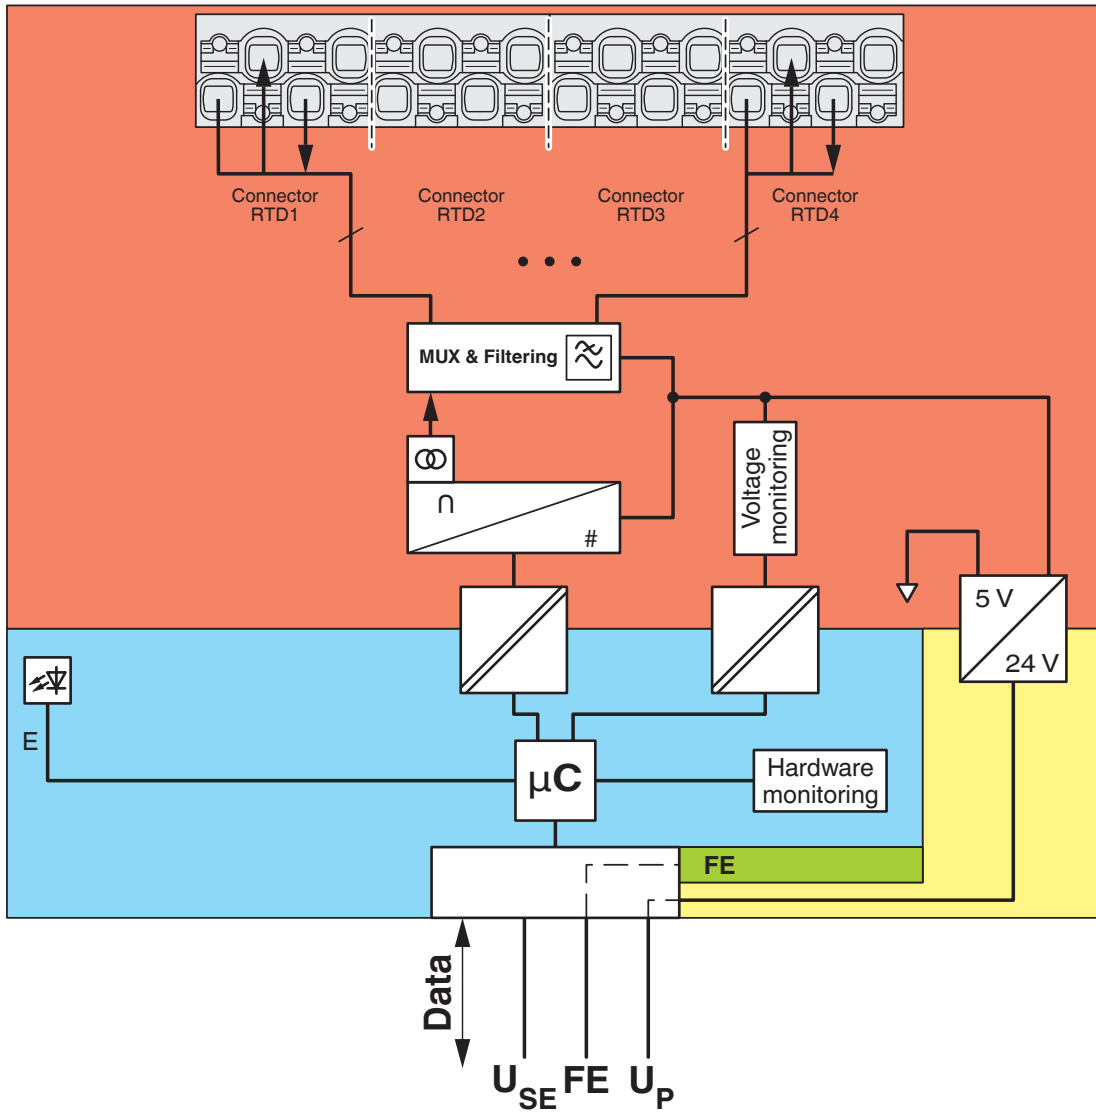 Connector
RTD1
Connector
RTD2
Connector
RTD3
Connector
RTD4
MUX & Filtering
∩
#
Voltage
monitoring
5 V
24 V
E
µC
Hardware
monitoring
FE
Data
USE
FE
UP